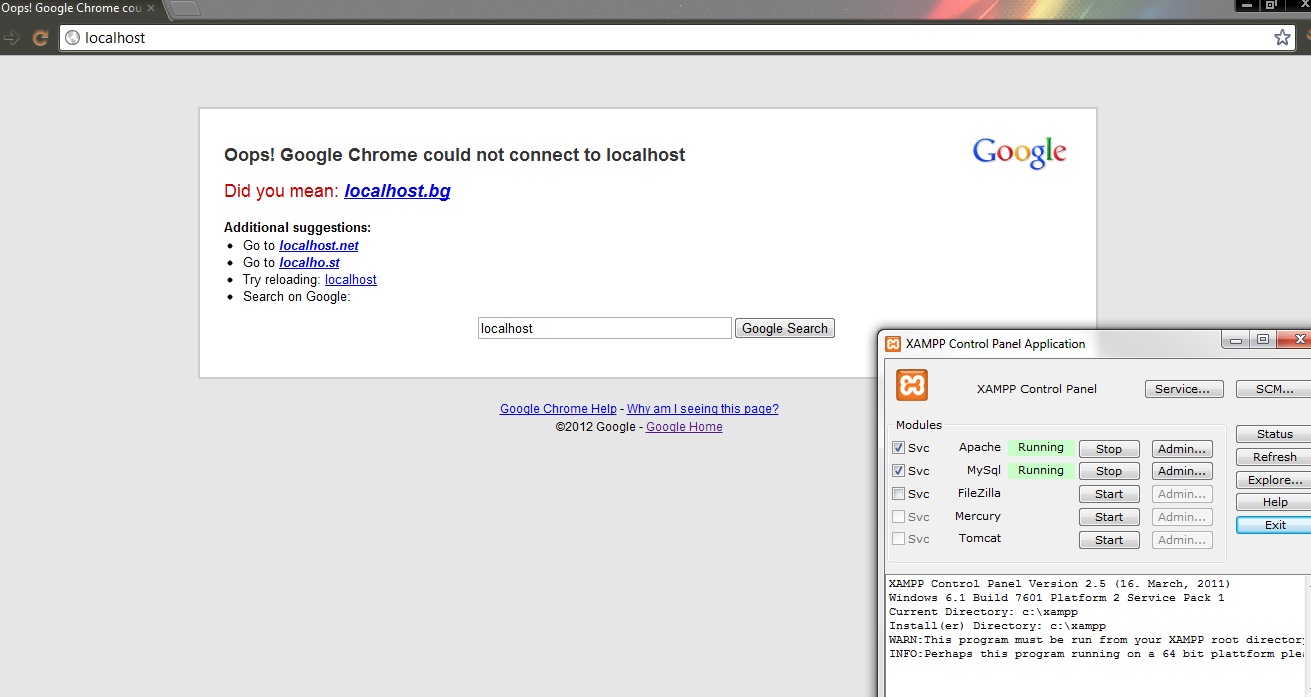 Oops! Google Chrome cou
localhost
Oops! Google Chrome could not connect to localhost
Google
Did you mean: localhost.bg
Additional suggestions:
Go to localhost.net
Go to localho.st
Try reloading: localhost
Search on Google:
localhost Google Search
Google Chrome Help - Why am I seeing this page?
©2012 Google - Google Home
XAMPP Control Panel Application
XAMPP Control Panel Service... SCM...
Modules
Svc Apache Running Stop Admin...
Svc MySql Running Stop Admin...
Svc FileZilla Start Admin...
Svc Mercury Start Admin...
Svc Tomcat Start Admin...
Status
Refresh
Explore...
Help
Exit
XAMPP Control Panel Version 2.5 (16. March, 2011)
Windows 6.1 Build 7601 Platform 2 Service Pack 1
Current Directory: c:\xampp
Install(er) Directory: c:\xampp
WARN:This program must be run from your XAMPP root directory
INFO:Perhaps this program running on a 64 bit plattform plea